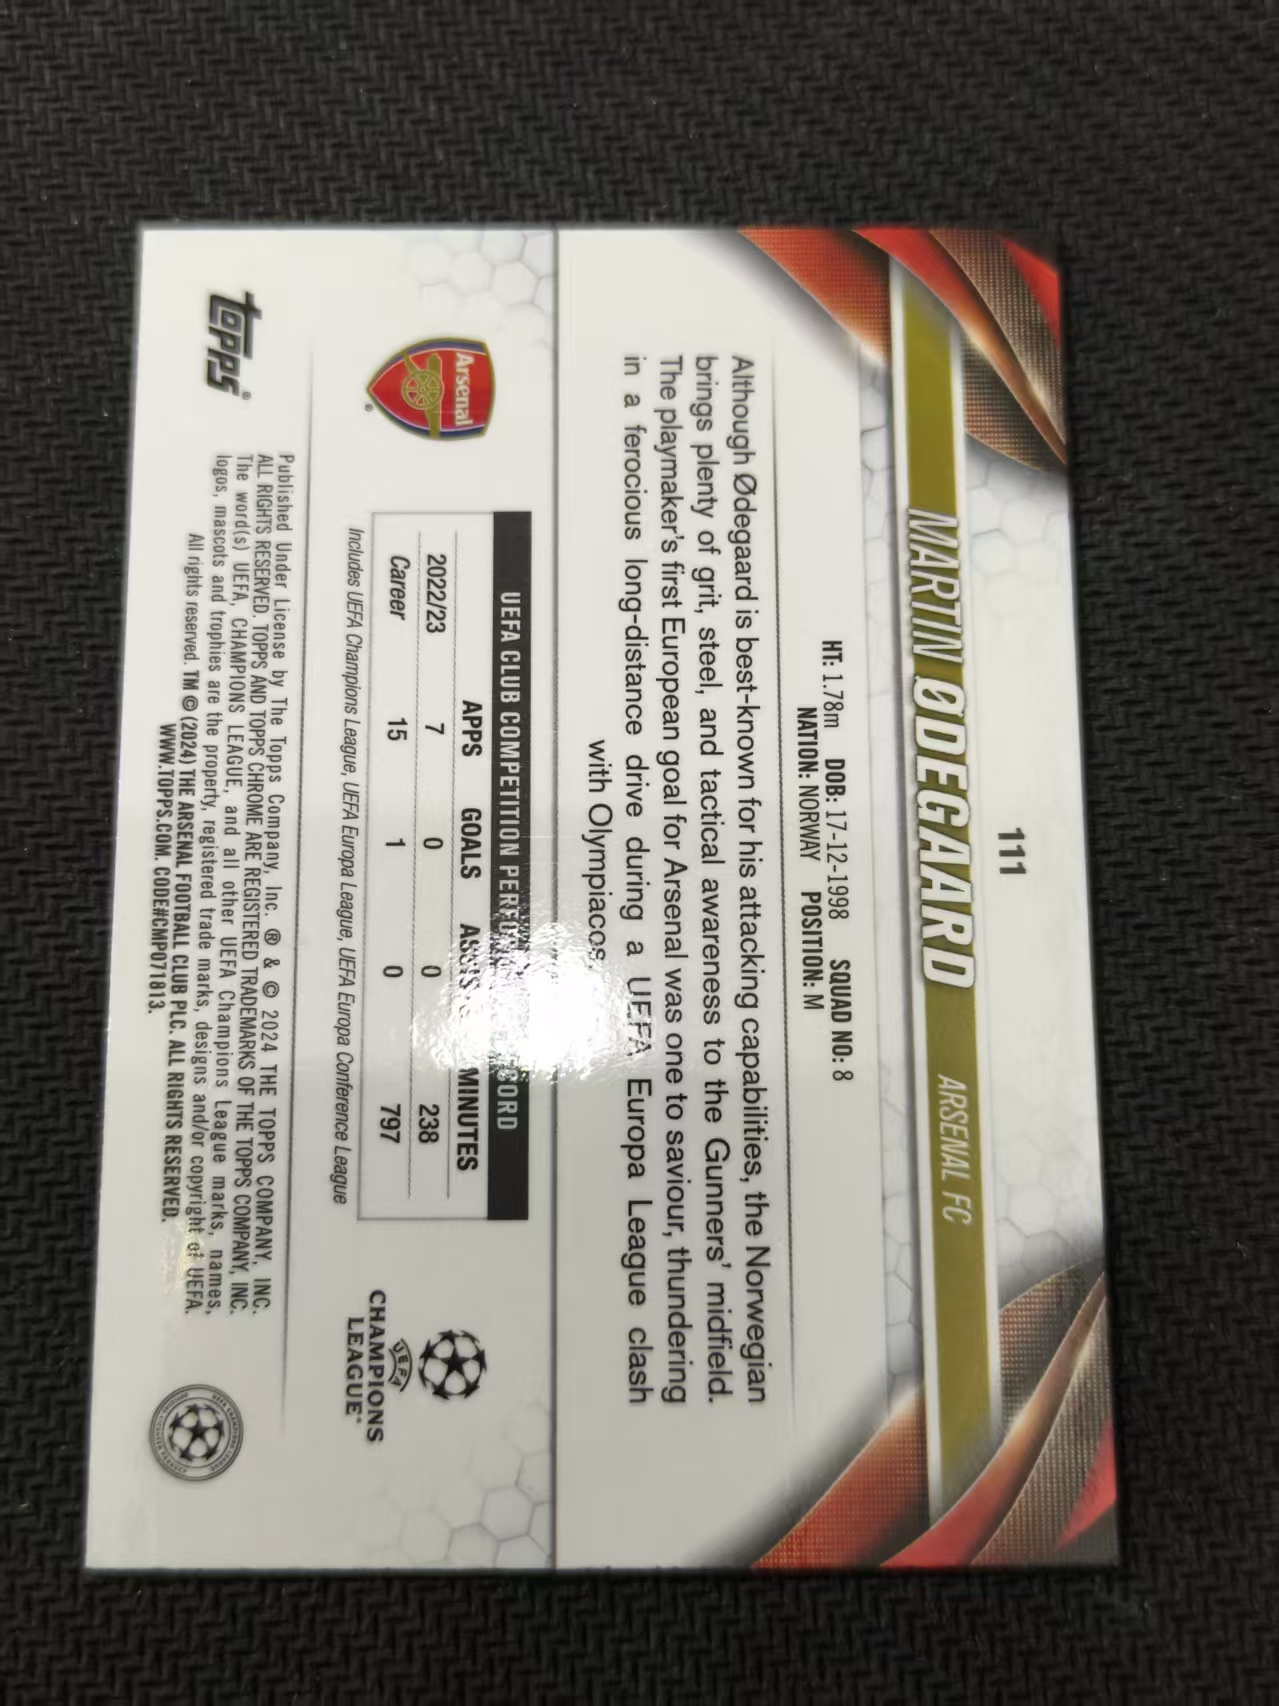 111
MARTIN ØDEGAARD ARSENAL FC
HT: 1.78m DOB: 17-12-1998 SQUAD NO: 8
NATION: NORWAY POSITION: M
Although Ødegaard is best-known for his attacking capabilities, the Norwegian
brings plenty of grit, steel, and tactical awareness to the Gunners' midfield.
The playmaker's first European goal for Arsenal was one to saviour, thundering
in a ferocious long-distance drive during a UEFA Europa League clash
with Olympiacos.
Arsenal
®
UEFA CLUB COMPETITION PERFORMANCE RECORD
APPS GOALS ASSISTS MINUTES
2022/23 7 0 0 238
Career 15 1 0 797
Includes UEFA Champions League, UEFA Europa League, UEFA Europa Conference League
UEFA
CHAMPIONS
LEAGUE™
topps®
Published Under License by The Topps Company, Inc. ® & © 2024 THE TOPPS COMPANY, INC.
ALL RIGHTS RESERVED. TOPPS AND TOPPS CHROME ARE REGISTERED TRADEMARKS OF THE TOPPS COMPANY, INC.
The word(s) UEFA, CHAMPIONS LEAGUE, and all other UEFA Champions League marks, names,
logos, mascots and trophies are the property, registered trade marks, designs and/or copyright of UEFA.
All rights reserved. TM © (2024) THE ARSENAL FOOTBALL CLUB PLC. ALL RIGHTS RESERVED.
WWW.TOPPS.COM. CODE#CMP071813.